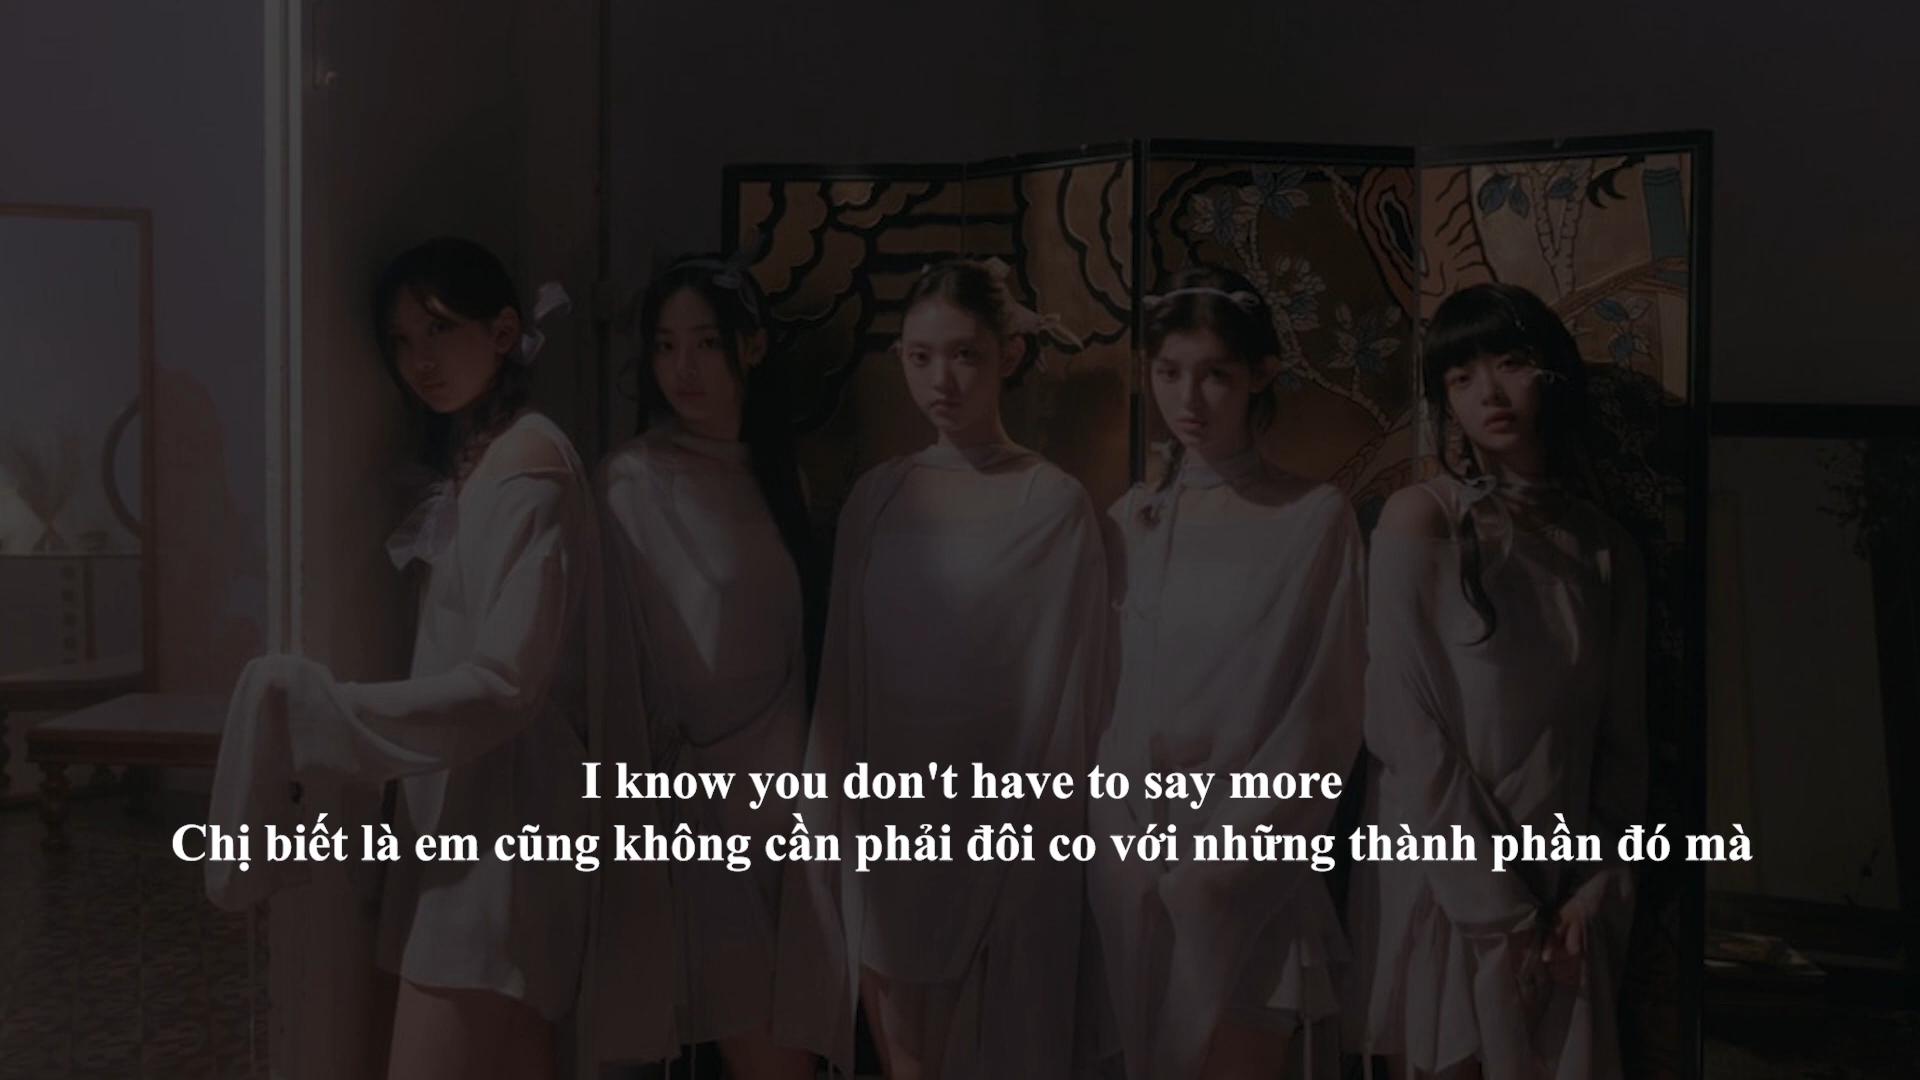 I know you don't have to say more
Chị biết là em cũng không cần phải đôi co với những thành phần đó mà